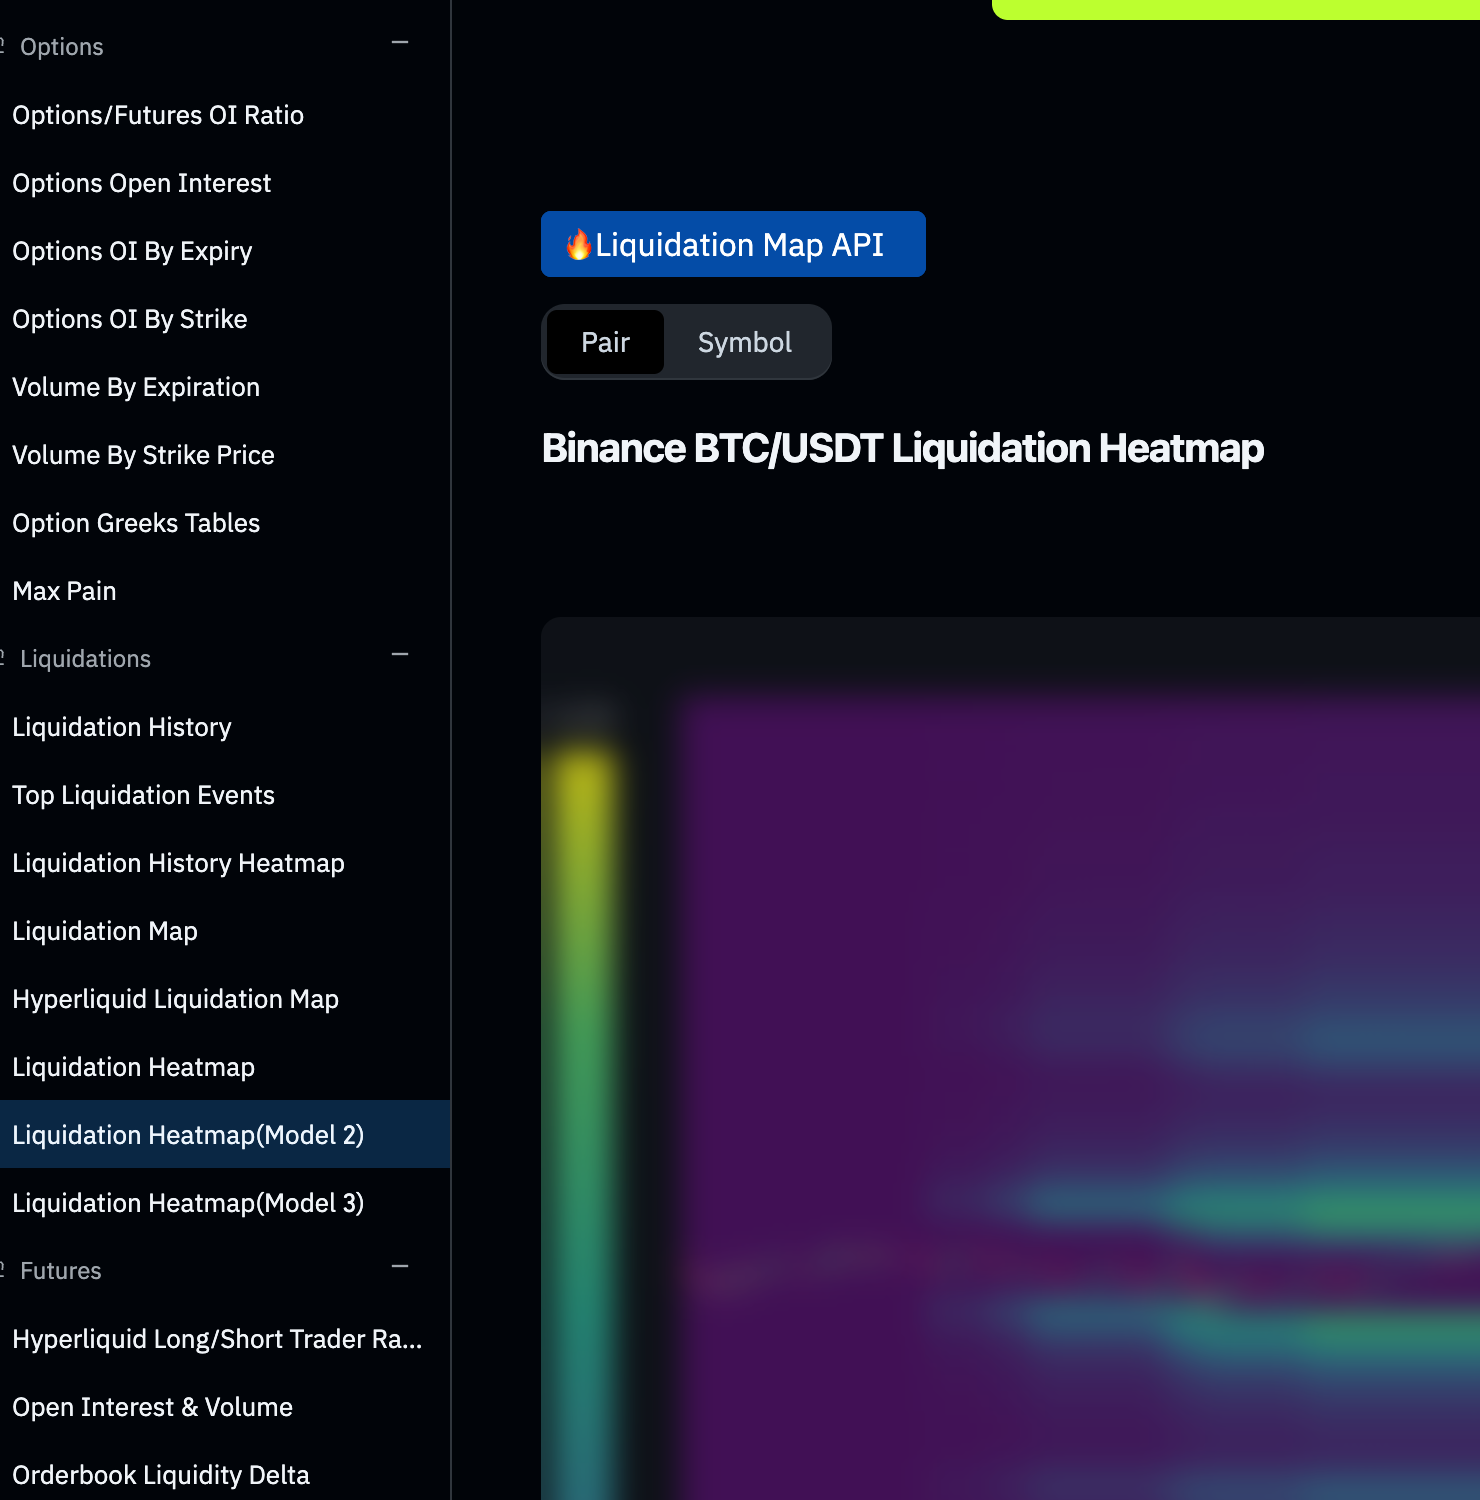 Options
Options/Futures OI Ratio
Options Open Interest
Options OI By Expiry
Options OI By Strike
Volume By Expiration
Volume By Strike Price
Option Greeks Tables
Max Pain
Liquidations
Liquidation History
Top Liquidation Events
Liquidation History Heatmap
Liquidation Map
Hyperliquid Liquidation Map
Liquidation Heatmap
Liquidation Heatmap(Model 2)
Liquidation Heatmap(Model 3)
Futures
Hyperliquid Long/Short Trader Ra...
Open Interest & Volume
Orderbook Liquidity Delta
🔥Liquidation Map API
Pair Symbol
Binance BTC/USDT Liquidation Heatmap